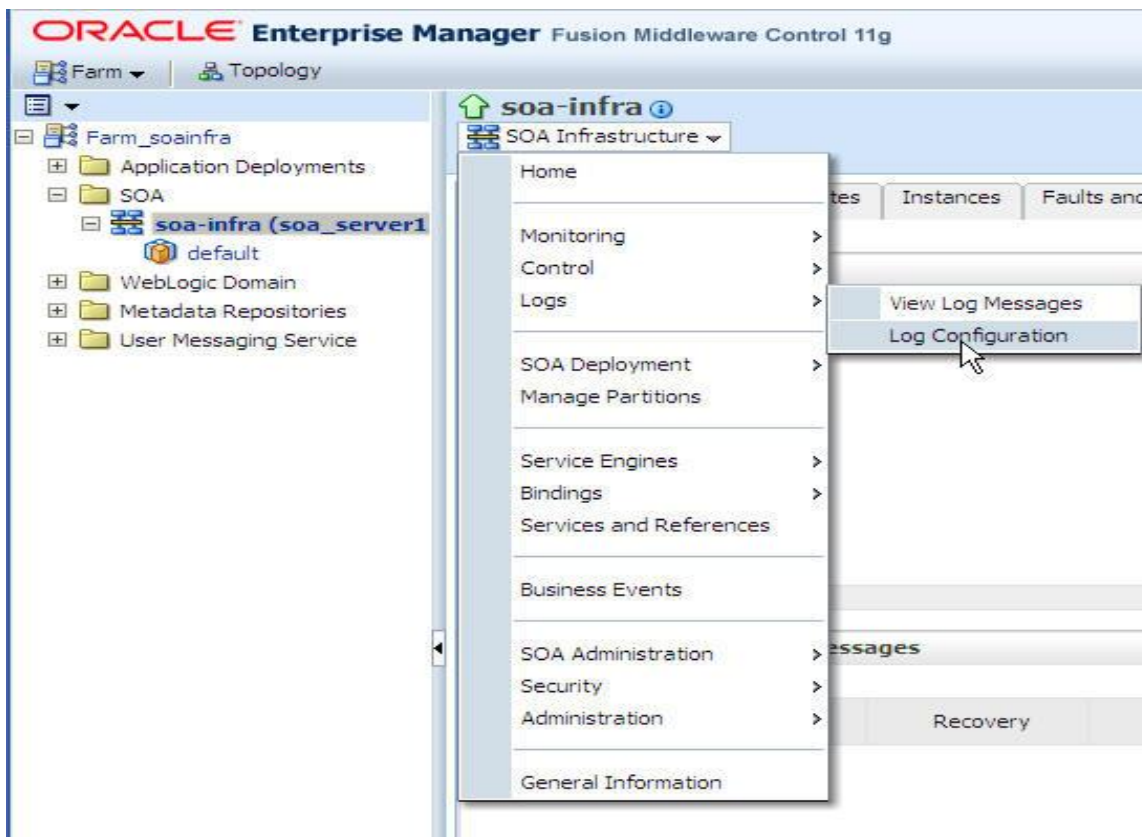 ORACLE Enterprise Manager Fusion Middleware Control 11g
Farm
Topology
Farm_soainfra
Application Deployments
SOA
soa-infra (soa_server1
default
WebLogic Domain
Metadata Repositories
User Messaging Service
soa-infra
SOA Infrastructure
Home
Monitoring
Control
Logs
SOA Deployment
Manage Partitions
Service Engines
Bindings
Services and References
Business Events
SOA Administration
Security
Administration
General Information
View Log Messages
Log Configuration
Instances
Faults and
Recovery